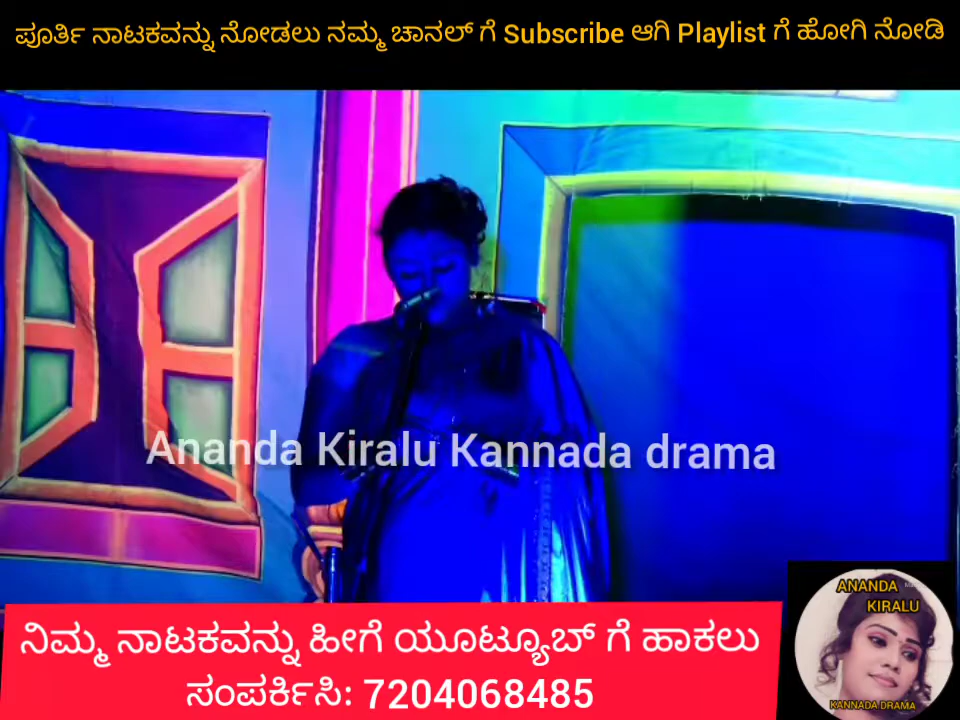 ಪೂರ್ತಿ ನಾಟಕವನ್ನು ನೋಡಲು ನಮ್ಮ ಚಾನಲ್ ಗೆ Subscribe ಆಗಿ Playlist ಗೆ ಹೋಗಿ ನೋಡಿ
Ananda Kiralu Kannada drama
ANANDA
KIRALU
KANNADA DRAMA
ನಿಮ್ಮ ನಾಟಕವನ್ನು ಹೀಗೆ ಯೂಟ್ಯೂಬ್ ಗೆ ಹಾಕಲು
ಸಂಪರ್ಕಿಸಿ: 7204068485